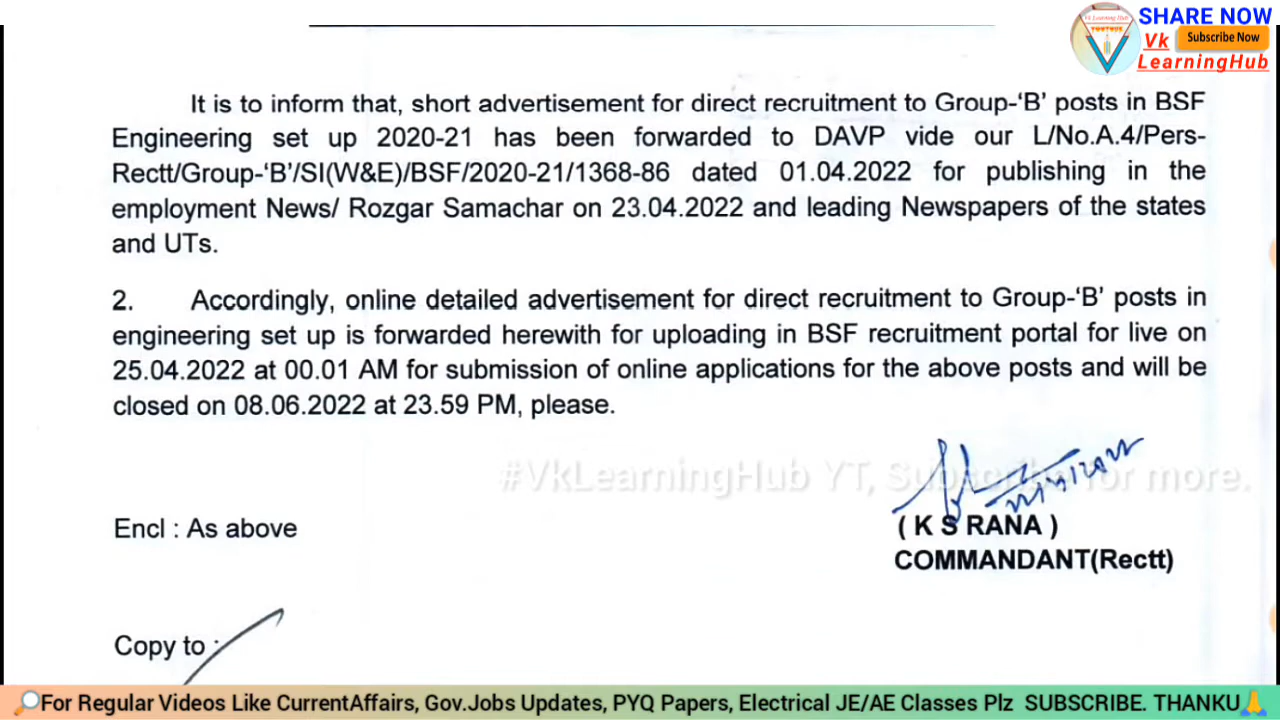 SHARE NOW
Vk Learning Hub
Vk
Subscribe Now
LearningHub
It is to inform that, short advertisement for direct recruitment to Group-‘B’ posts in BSF
Engineering set up 2020-21 has been forwarded to DAVP vide our L/No.A.4/Pers-
Rectt/Group-‘B’/SI(W&E)/BSF/2020-21/1368-86 dated 01.04.2022 for publishing in the
employment News/ Rozgar Samachar on 23.04.2022 and leading Newspapers of the states
and UTs.
2. Accordingly, online detailed advertisement for direct recruitment to Group-‘B’ posts in
engineering set up is forwarded herewith for uploading in BSF recruitment portal for live on
25.04.2022 at 00.01 AM for submission of online applications for the above posts and will be
closed on 08.06.2022 at 23.59 PM, please.
#VkLearningHub YT, Subscribe for more.
Encl : As above
( K S RANA )
COMMANDANT(Rectt)
Copy to :
🔎For Regular Videos Like CurrentAffairs, Gov.Jobs Updates, PYQ Papers, Electrical JE/AE Classes Plz SUBSCRIBE. THANKU🙏